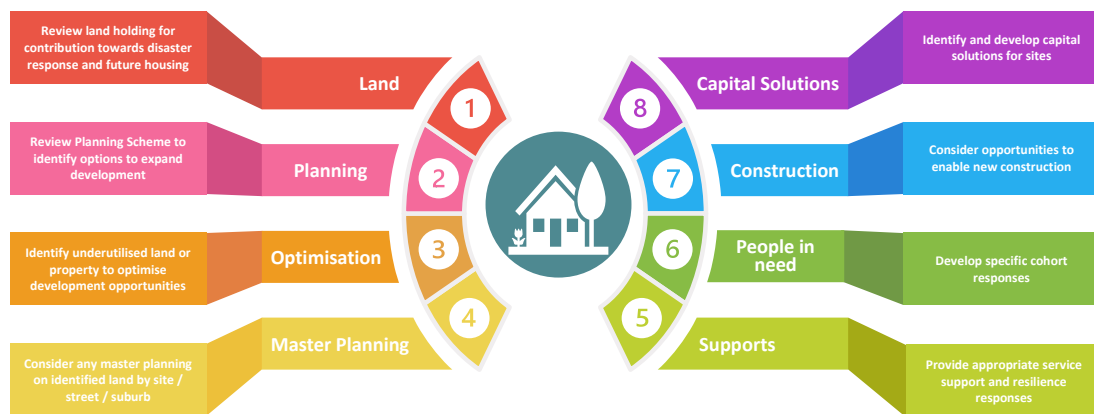 Review land holding for
contribution towards disaster
response and future housing
Land
1
Review Planning Scheme to
identify options to expand
development
Planning
2
Identify underutilised land or
property to optimise
development opportunities
Optimisation
3
Consider any master planning
on identified land by site /
street / suburb
Master Planning
4
5
Supports
Provide appropriate service
support and resilience
responses
6
People in
need
Develop specific cohort
responses
7
Construction
Consider opportunities to
enable new construction
8
Capital Solutions
Identify and develop capital
solutions for sites